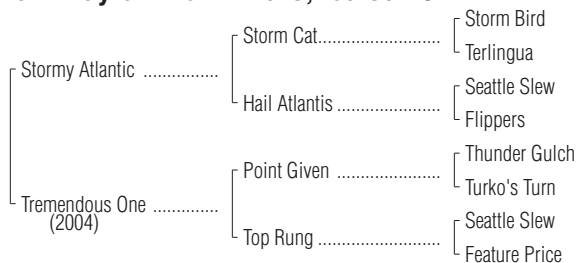 Storm Bird
Storm Cat........................
Terlingua
Stormy Atlantic ...............
Seattle Slew
Hail Atlantis .....................
Flippers
Thunder Gulch
Point Given .....................
Turko's Turn
Tremendous One .............
(2004)
Seattle Slew
Top Rung ........................
Feature Price